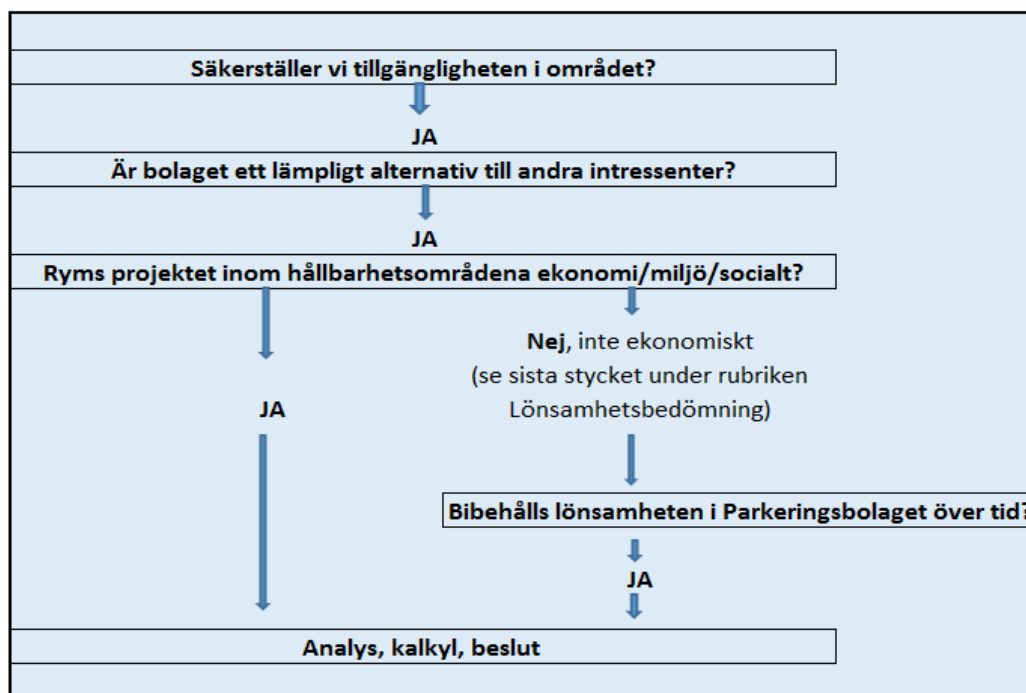 Säkerställer vi tillgängligheten i området?
JA
Är bolaget ett lämpligt alternativ till andra intressenter?
JA
Ryms projektet inom hållbarhetsområdena ekonomi/miljö/socialt?
Nej, inte ekonomiskt
(se sista stycket under rubriken
Lönsamhetsbedömning)
JA
Bibehålls lönsamheten i Parkeringsbolaget över tid?
JA
Analys, kalkyl, beslut